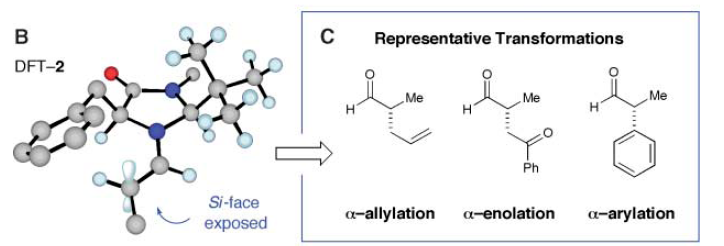 B
DFT–2
Si-face
exposed
C
Representative Transformations
O
H
Me
O
H
Me
O
Ph
O
H
Me
α–allylation
α–enolation
α–arylation